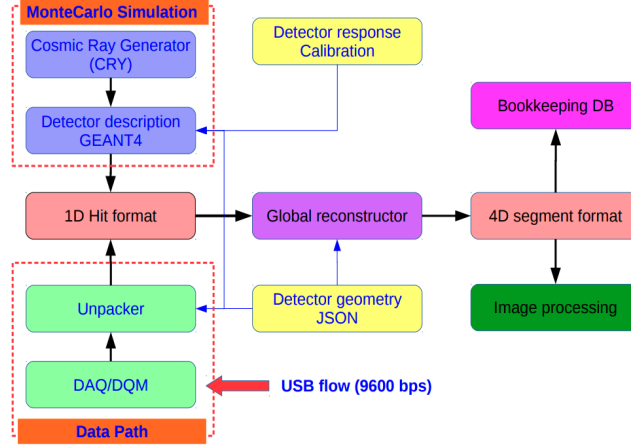 MonteCarlo Simulation
Cosmic Ray Generator
(CRY)
Detector response
Calibration
Detector description
GEANT4
Bookkeeping DB
1D Hit format
Global reconstructor
4D segment format
Unpacker
Detector geometry
JSON
Image processing
DAQ/DQM
USB flow (9600 bps)
Data Path